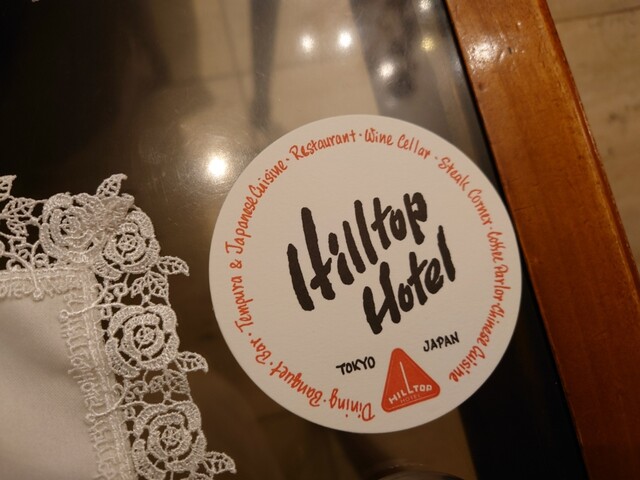 Hilltop
Hotel
TOKYO JAPAN
HILLTOP
HOTEL
Dining · Banquet · Bar · Tempura & Japanese Cuisine · Restaurant · Wine Cellar · Steak Corner · Coffee Parlor · Chinese Cuisine